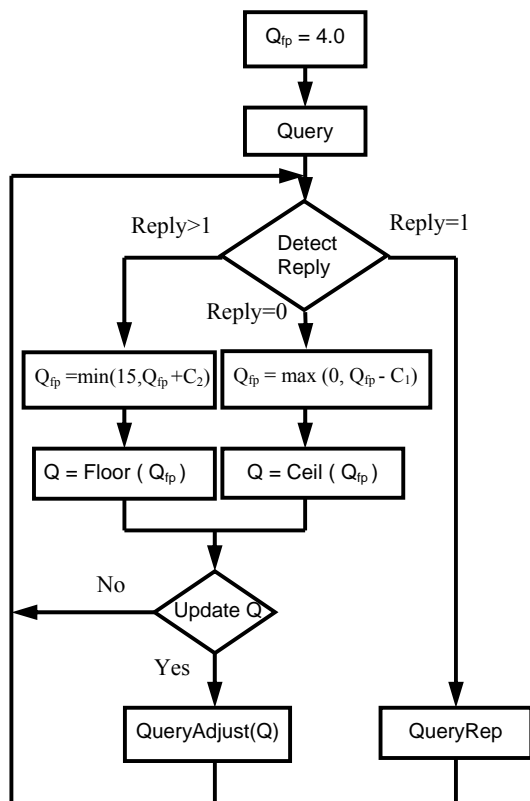 Q_fp = 4.0
Query
Reply>1
Reply=1
Detect
Reply
Reply=0
Q_fp =min(15,Q_fp+C_2)
Q_fp = max (0, Q_fp - C_1)
Q = Floor ( Q_fp )
Q = Ceil ( Q_fp )
No
Update Q
Yes
QueryAdjust(Q)
QueryRep